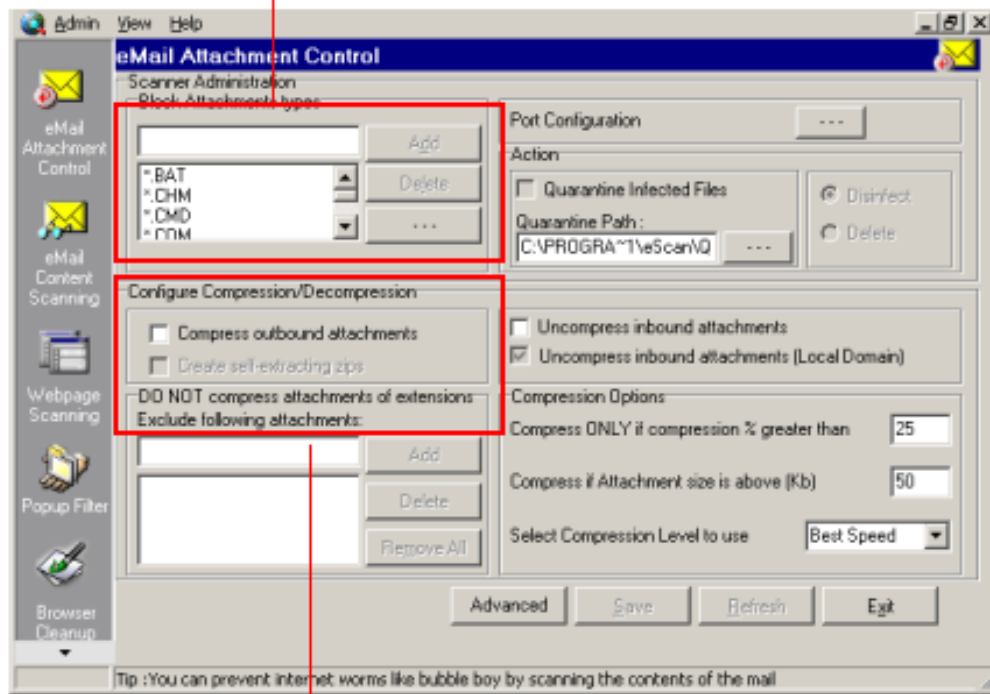 Admin View Help
eMail Attachment Control
Scanner Administration
Block Attachments types
Add
*.BAT
*.CHM
*.CMD
*.COM
Delete
...
Port Configuration
...
Action
Quarantine Infected Files
Quarantine Path :
C:\PROGRA~1\eScan\Q
...
Disinfect
Delete
Configure Compression/Decompression
Compress outbound attachments
Create self-extracting zips
Uncompress inbound attachments
Uncompress inbound attachments (Local Domain)
DO NOT compress attachments of extensions
Exclude following attachments:
Add
Delete
Remove All
Compression Options
Compress ONLY if compression % greater than 25
Compress if Attachment size is above (Kb) 50
Select Compression Level to use Best Speed
Advanced Save Refresh Exit
eMail
Attachment
Control
eMail
Content
Scanning
Webpage
Scanning
Popup Filter
Browser
Cleanup
Tip :You can prevent internet worms like bubble boy by scanning the contents of the mail